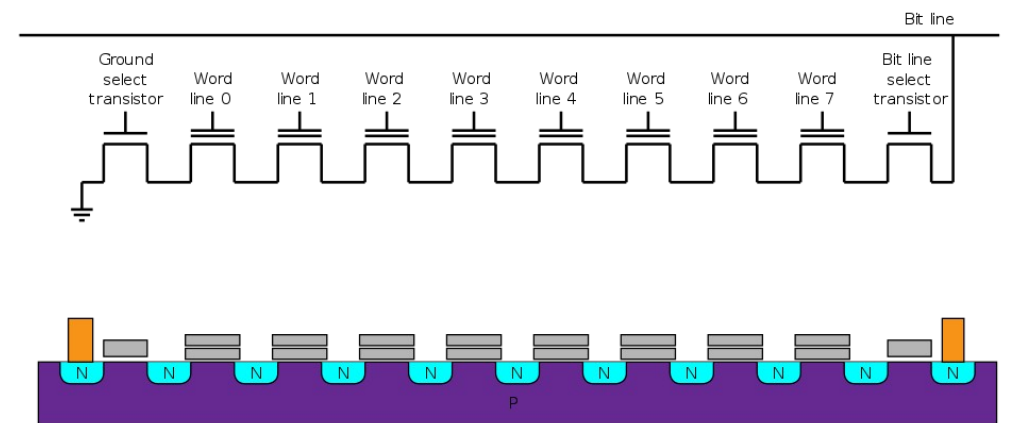 Bit line
Ground
select
transistor
Word
line 0
Word
line 1
Word
line 2
Word
line 3
Word
line 4
Word
line 5
Word
line 6
Word
line 7
Bit line
select
transistor
N
N
N
N
N
N
N
N
N
N
N
P